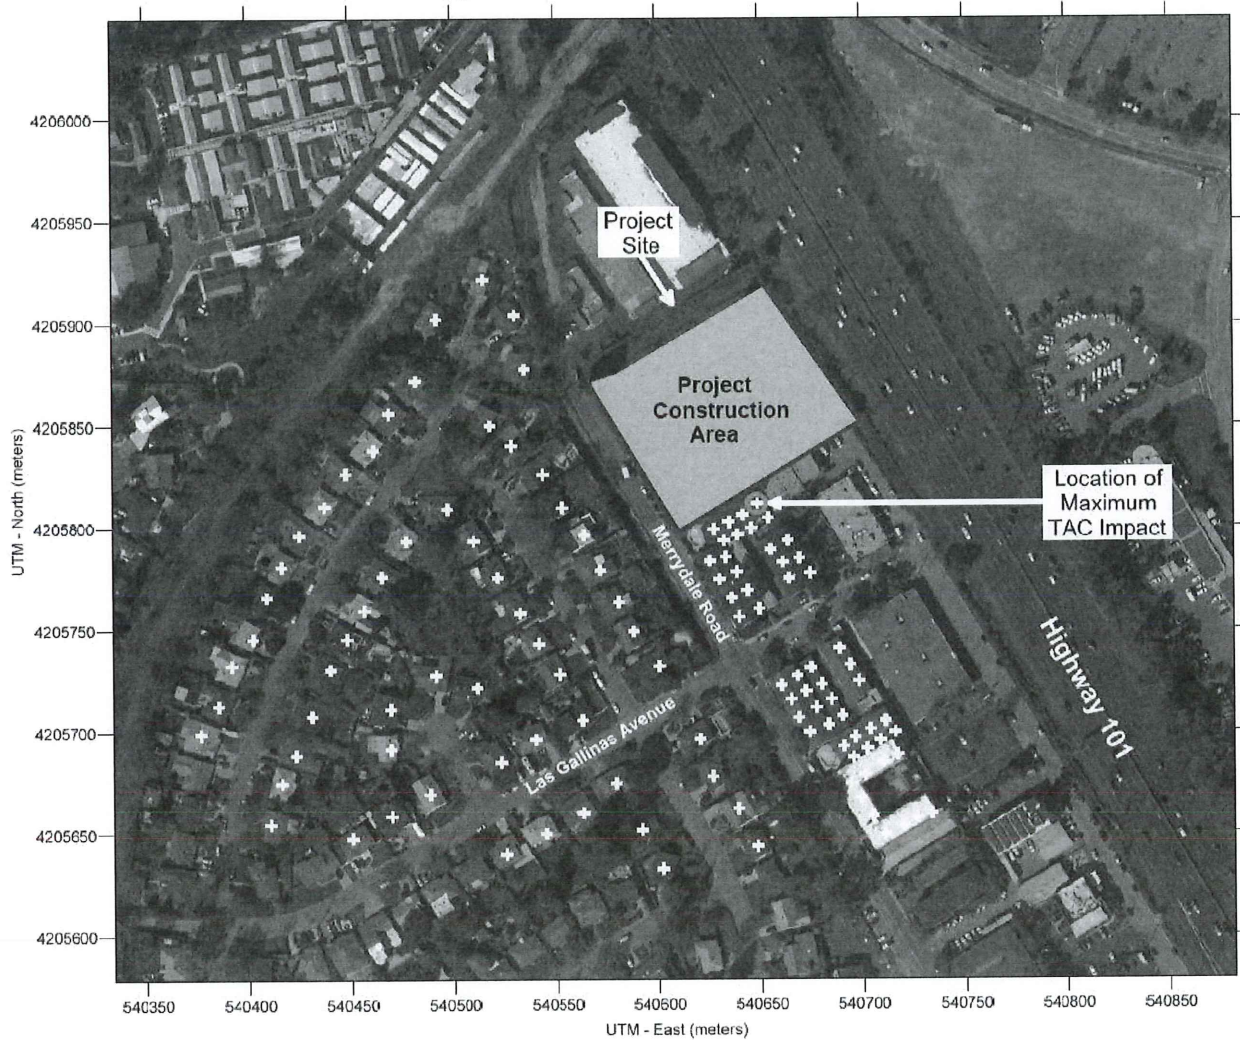 4206000
4205950
4205900
4205850
4205800
4205750
4205700
4205650
4205600
UTM - North (meters)
Project
Site
Project
Construction
Area
Location of
Maximum
TAC Impact
Merrydale Road
Las Gallinas Avenue
Highway 101
540350
540400
540450
540500
540550
540600
540650
540700
540750
540800
540850
UTM - East (meters)